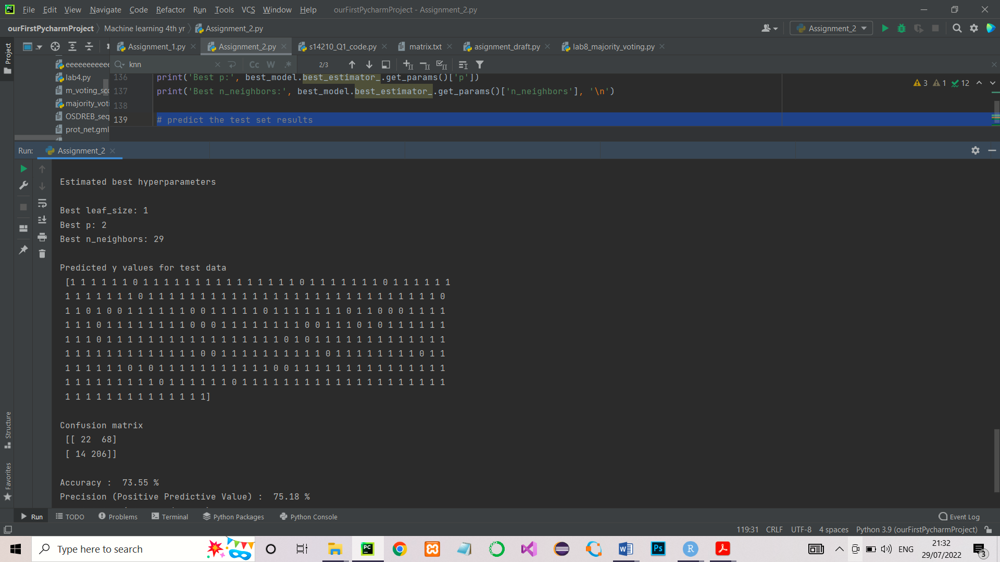 File Edit View Navigate Code Refactor Run Tools VCS Window Help ourFirstPycharmProject - Assignment_2.py
ourFirstPycharmProject Machine learning 4th yr Assignment_2.py Assignment_2
Project
Assignment_1.py Assignment_2.py s14210_Q1_code.py matrix.txt asignment_draft.py lab8_majority_voting.py
eeeeeeeeeee
lab4.py
m_voting_sco
majority_voti
OSDREB_seq
prot_net.gml
knn Cc W .* 2/3
136 print('Best p:', best_model.best_estimator_.get_params()['p'])
137 print('Best n_neighbors:', best_model.best_estimator_.get_params()['n_neighbors'], '\n')
138
139 # predict the test set results
3 1 12
Run: Assignment_2
Estimated best hyperparameters
Best leaf_size: 1
Best p: 2
Best n_neighbors: 29
Predicted y values for test data
[1 1 1 1 1 1 0 1 1 1 1 1 1 1 1 1 1 1 1 1 1 1 0 1 1 1 1 1 1 1 0 1 1 1 1 1 1
1 1 1 1 1 1 1 0 1 1 1 1 1 1 1 1 1 1 1 1 1 1 1 1 1 1 1 1 1 1 1 1 1 1 1 1 0
1 1 0 1 0 0 1 1 1 1 1 1 0 0 1 1 1 1 1 0 1 1 1 1 1 1 1 0 1 1 0 0 0 1 1 1 1
1 1 1 0 1 1 1 1 1 1 1 1 0 0 0 1 1 1 1 1 1 1 1 0 0 1 1 1 0 1 0 1 1 1 1 1 1
1 1 1 0 1 1 1 1 1 1 1 1 1 1 1 1 1 1 1 1 1 0 1 0 1 1 1 1 1 1 1 1 1 1 1 1 1
1 1 1 1 1 1 1 1 1 1 1 1 1 0 0 1 1 1 1 1 1 1 1 1 1 0 1 1 1 1 1 1 1 1 0 1 1
1 1 1 1 1 1 0 1 0 1 1 1 1 1 1 1 1 1 1 1 0 0 1 1 1 1 1 1 1 1 1 1 1 1 1 1 1
1 1 1 1 1 1 1 1 1 0 1 1 1 1 1 1 0 1 1 1 1 1 1 1 1 1 1 1 1 1 1 1 1 1 1 1 1
1 1 1 1 1 1 1 1 1 1 1 1 1 1]
Confusion matrix
[[ 22  68]
[ 14 206]]
Accuracy :  73.55 %
Precision (Positive Predictive Value) :  75.18 %
Structure
Favorites
Run TODO Problems Terminal Python Packages Python Console Event Log
119:31 CRLF UTF-8 4 spaces Python 3.9 (ourFirstPycharmProject)
Type here to search ENG 21:32
29/07/2022 3